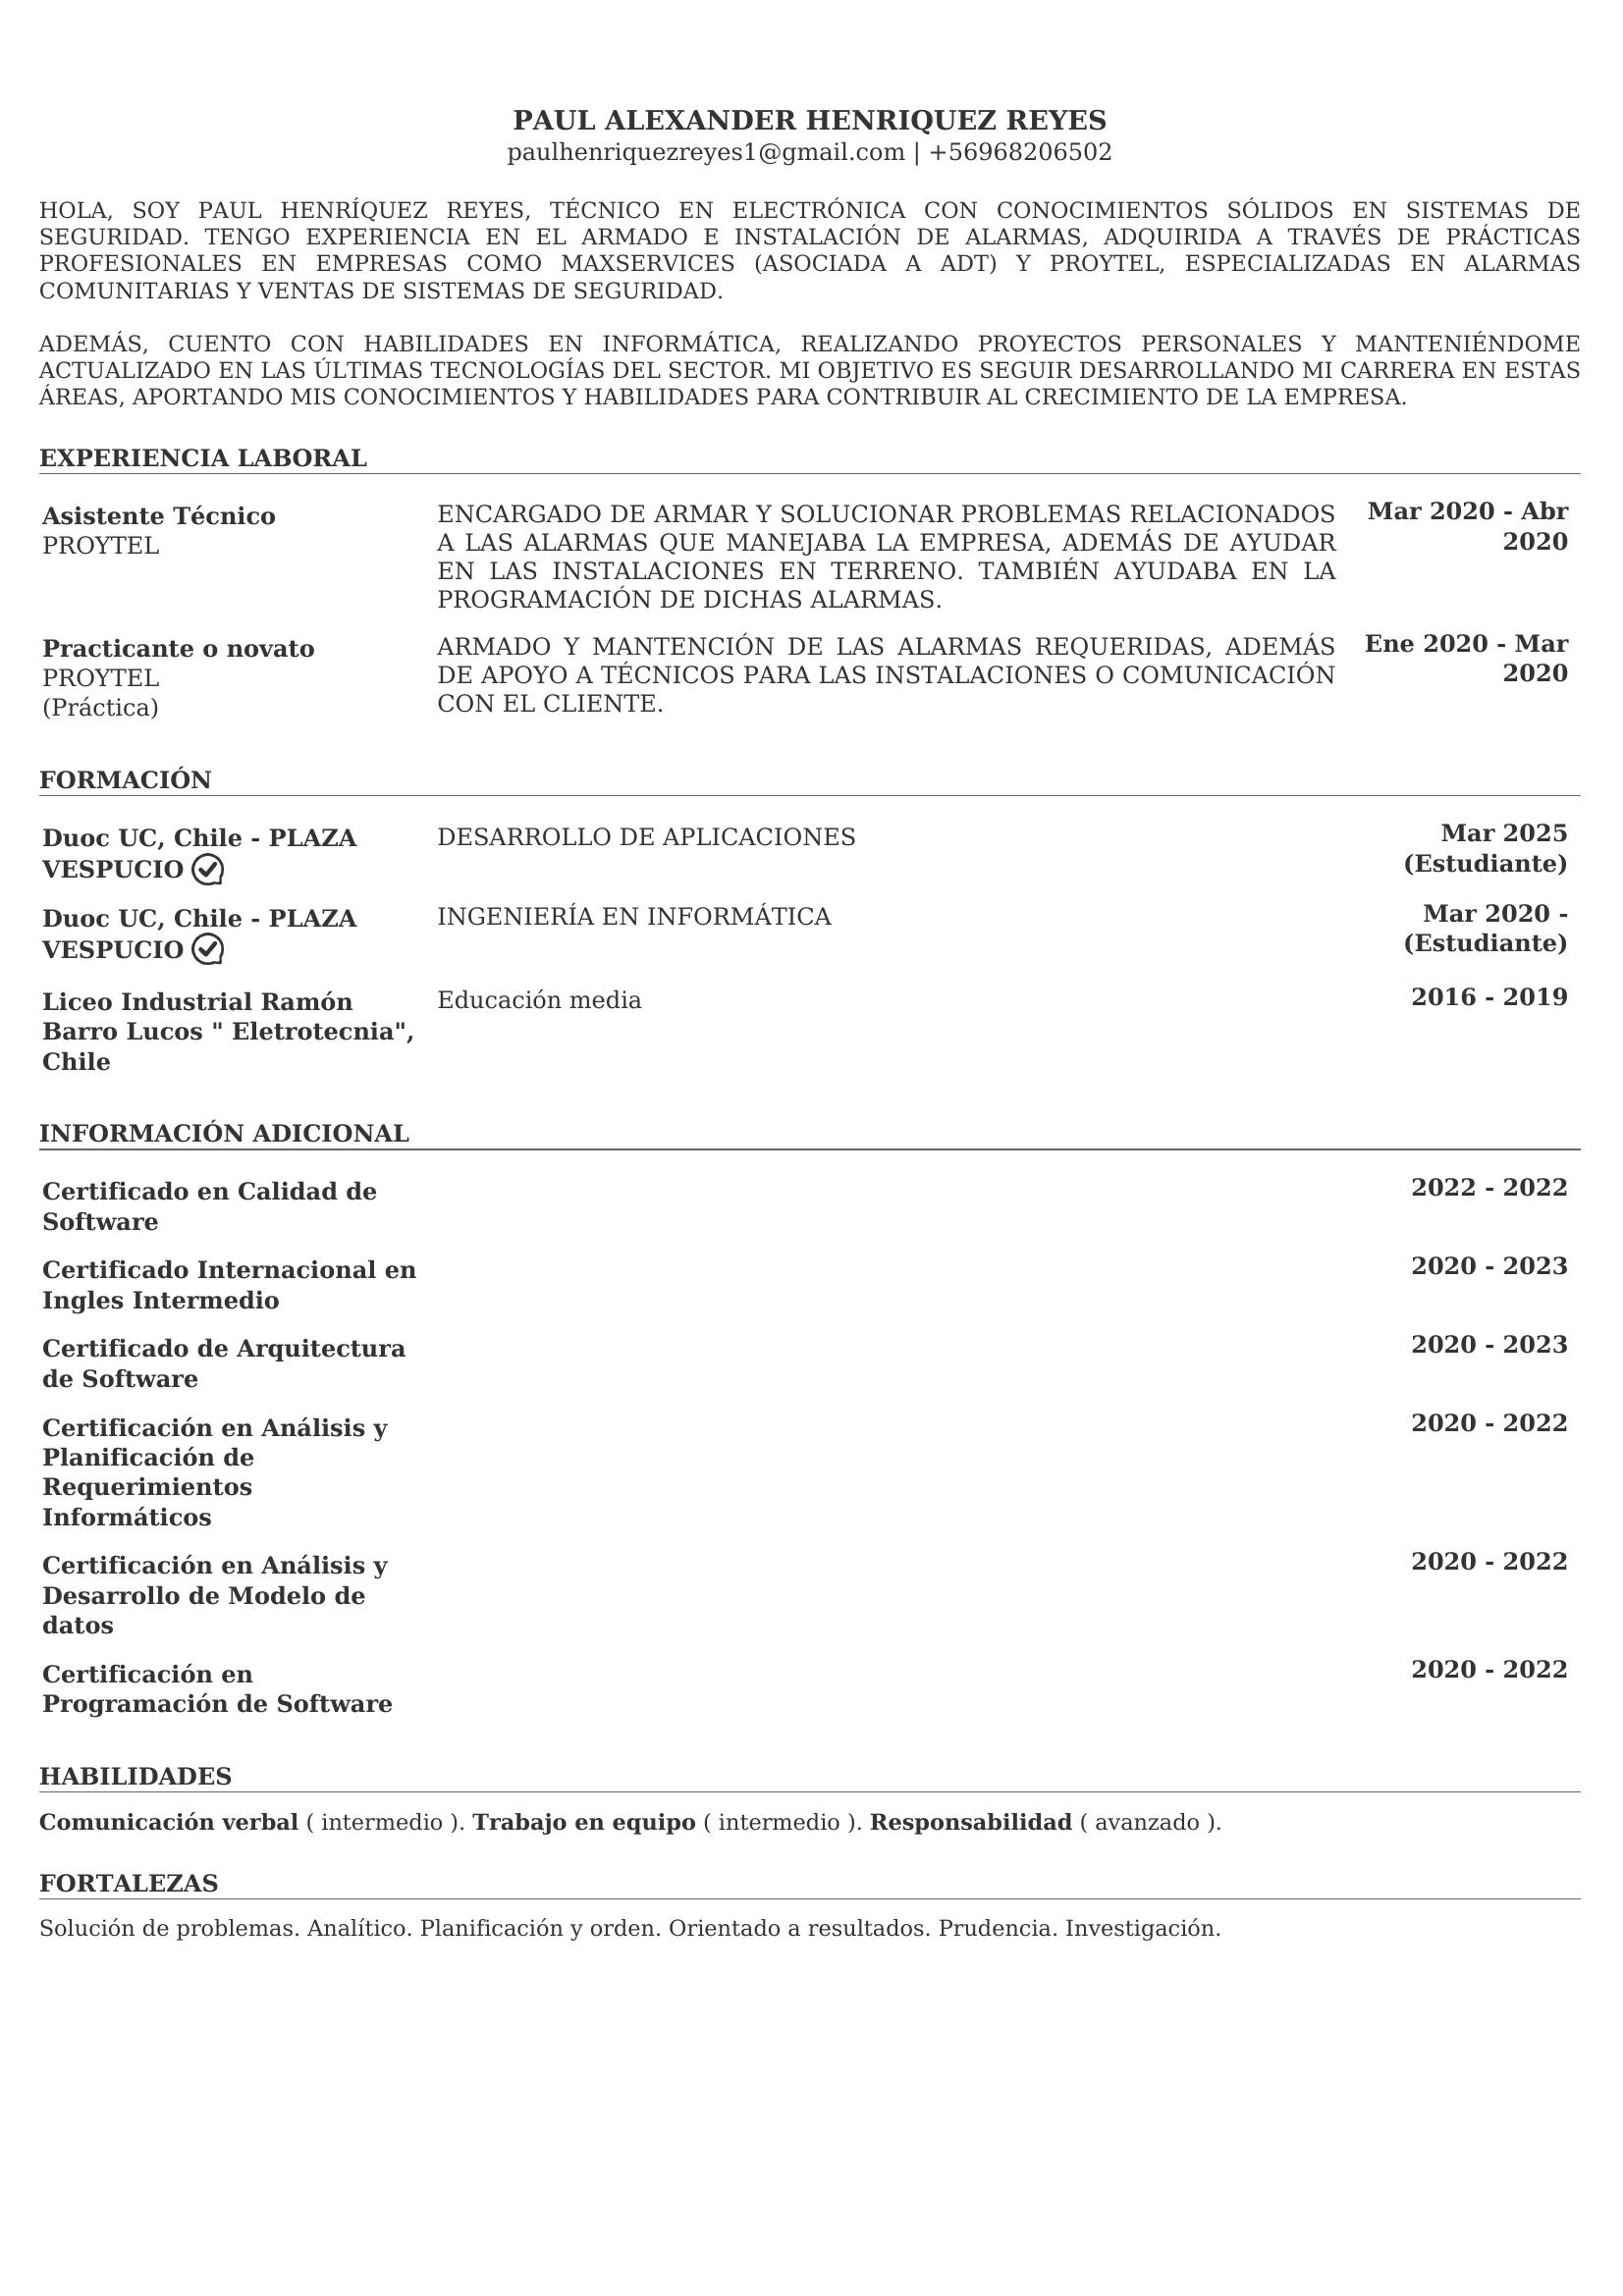 PAUL ALEXANDER HENRIQUEZ REYES
paulhenriquezreyes1@gmail.com | +56968206502
HOLA, SOY PAUL HENRÍQUEZ REYES, TÉCNICO EN ELECTRÓNICA CON CONOCIMIENTOS SÓLIDOS EN SISTEMAS DE
SEGURIDAD. TENGO EXPERIENCIA EN EL ARMADO E INSTALACIÓN DE ALARMAS, ADQUIRIDA A TRAVÉS DE PRÁCTICAS
PROFESIONALES EN EMPRESAS COMO MAXSERVICES (ASOCIADA A ADT) Y PROYTEL, ESPECIALIZADAS EN ALARMAS
COMUNITARIAS Y VENTAS DE SISTEMAS DE SEGURIDAD.
ADEMÁS, CUENTO CON HABILIDADES EN INFORMÁTICA, REALIZANDO PROYECTOS PERSONALES Y MANTENIÉNDOME
ACTUALIZADO EN LAS ÚLTIMAS TECNOLOGÍAS DEL SECTOR. MI OBJETIVO ES SEGUIR DESARROLLANDO MI CARRERA EN ESTAS
ÁREAS, APORTANDO MIS CONOCIMIENTOS Y HABILIDADES PARA CONTRIBUIR AL CRECIMIENTO DE LA EMPRESA.
EXPERIENCIA LABORAL
Asistente Técnico
PROYTEL
ENCARGADO DE ARMAR Y SOLUCIONAR PROBLEMAS RELACIONADOS
A LAS ALARMAS QUE MANEJABA LA EMPRESA, ADEMÁS DE AYUDAR
EN LAS INSTALACIONES EN TERRENO. TAMBIÉN AYUDABA EN LA
PROGRAMACIÓN DE DICHAS ALARMAS.
Mar 2020 - Abr
2020
Practicante o novato
PROYTEL
(Práctica)
ARMADO Y MANTENCIÓN DE LAS ALARMAS REQUERIDAS, ADEMÁS
DE APOYO A TÉCNICOS PARA LAS INSTALACIONES O COMUNICACIÓN
CON EL CLIENTE.
Ene 2020 - Mar
2020
FORMACIÓN
Duoc UC, Chile - PLAZA
VESPUCIO
DESARROLLO DE APLICACIONES
Mar 2025
(Estudiante)
Duoc UC, Chile - PLAZA
VESPUCIO
INGENIERÍA EN INFORMÁTICA
Mar 2020 -
(Estudiante)
Liceo Industrial Ramón
Barro Lucos " Eletrotecnia",
Chile
Educación media
2016 - 2019
INFORMACIÓN ADICIONAL
Certificado en Calidad de
Software
2022 - 2022
Certificado Internacional en
Ingles Intermedio
2020 - 2023
Certificado de Arquitectura
de Software
2020 - 2023
Certificación en Análisis y
Planificación de
Requerimientos
Informáticos
2020 - 2022
Certificación en Análisis y
Desarrollo de Modelo de
datos
2020 - 2022
Certificación en
Programación de Software
2020 - 2022
HABILIDADES
Comunicación verbal ( intermedio ). Trabajo en equipo ( intermedio ). Responsabilidad ( avanzado ).
FORTALEZAS
Solución de problemas. Analítico. Planificación y orden. Orientado a resultados. Prudencia. Investigación.